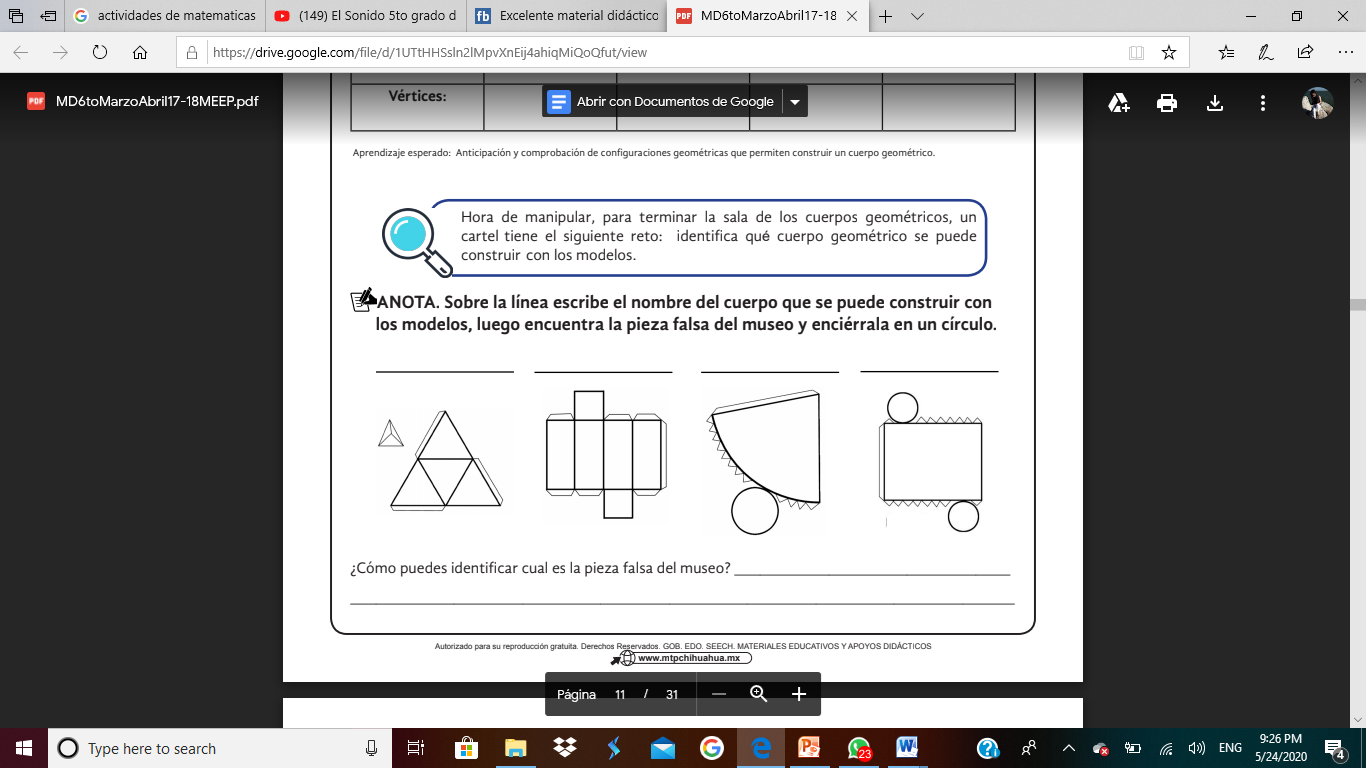 actividades de matematicas
(149) El Sonido 5to grado d
Excelente material didáctico
MD6toMarzoAbril17-18
https://drive.google.com/file/d/1UTtHHSsln2lMpvXnEij4ahiqMiQoQfut/view
PDF MD6toMarzoAbril17-18MEEP.pdf
Vértices:
Abrir con Documentos de Google
Aprendizaje esperado: Anticipación y comprobación de configuraciones geométricas que permiten construir un cuerpo geométrico.
Hora de manipular, para terminar la sala de los cuerpos geométricos, un
cartel tiene el siguiente reto: identifica qué cuerpo geométrico se puede
construir con los modelos.
ANOTA. Sobre la línea escribe el nombre del cuerpo que se puede construir con
los modelos, luego encuentra la pieza falsa del museo y enciérrala en un círculo.
¿Cómo puedes identificar cual es la pieza falsa del museo?
Autorizado para su reproducción gratuita. Derechos Reservados. GOB. EDO. SEECH. MATERIALES EDUCATIVOS Y APOYOS DIDÁCTICOS
www.mtpchihuahua.mx
Página 11 / 31
Type here to search
23
ENG
9:26 PM
5/24/2020
4